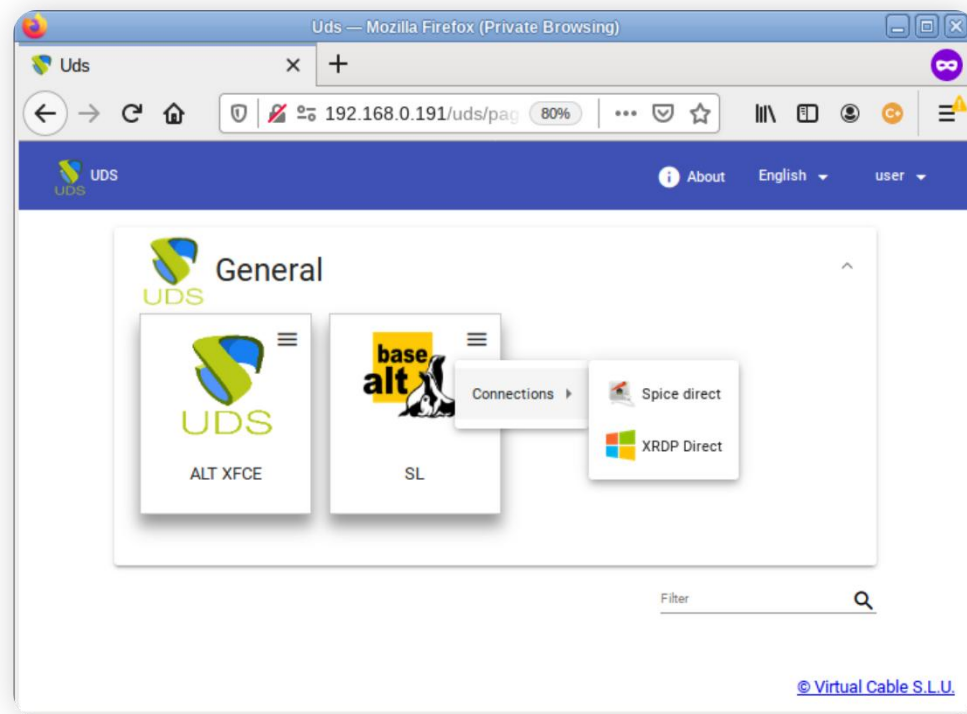 Uds — Mozilla Firefox (Private Browsing)
Uds
192.168.0.191/uds/pag 80%
UDS
UDS About English user
General
UDS
base
alt
UDS
Connections
Spice direct
XRDP Direct
ALT XFCE SL
Filter
© Virtual Cable S.L.U.